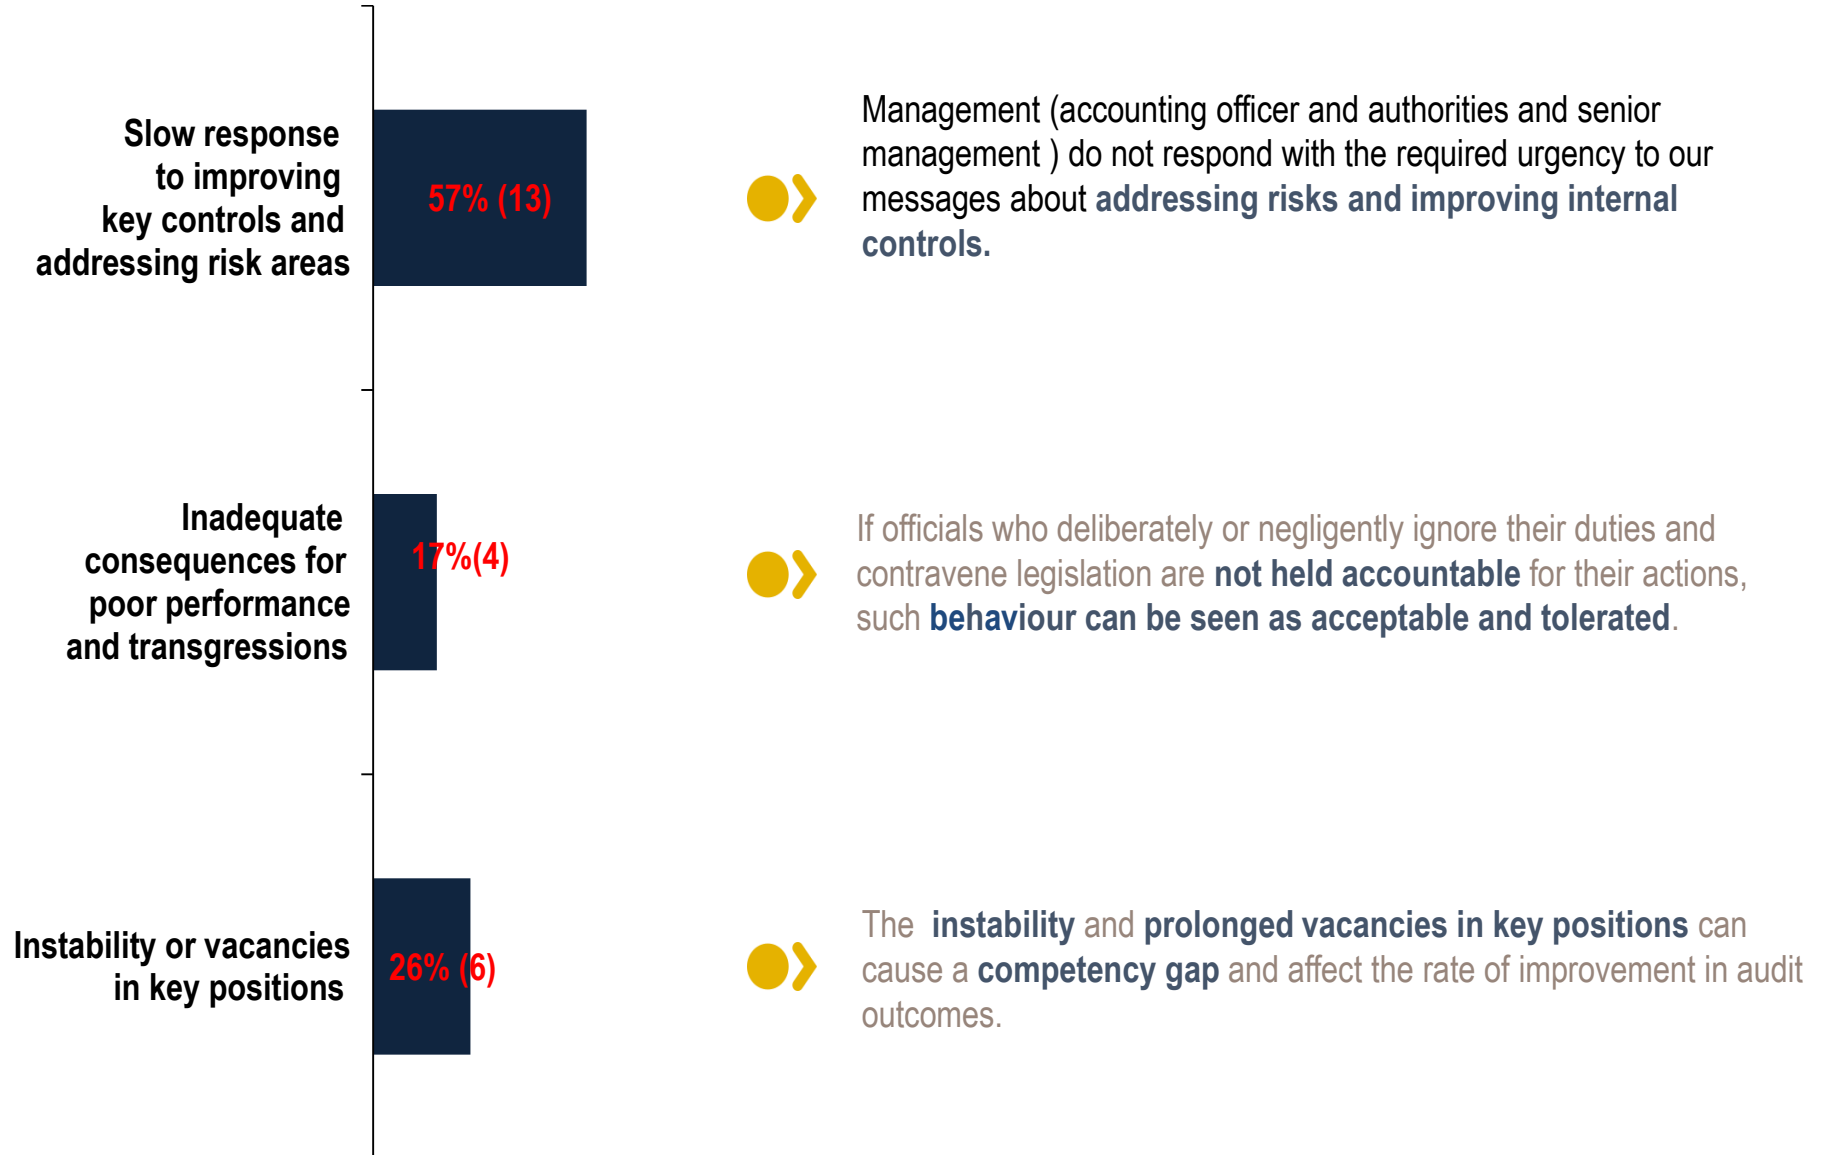 Slow response
to improving
key controls and
addressing risk areas
57% (13)
Management (accounting officer and authorities and senior
management ) do not respond with the required urgency to our
messages about addressing risks and improving internal
controls.
Inadequate
consequences for
poor performance
and transgressions
17%(4)
If officials who deliberately or negligently ignore their duties and
contravene legislation are not held accountable for their actions,
such behaviour can be seen as acceptable and tolerated.
Instability or vacancies
in key positions
26% (6)
The  instability and prolonged vacancies in key positions can
cause a competency gap and affect the rate of improvement in audit
outcomes.